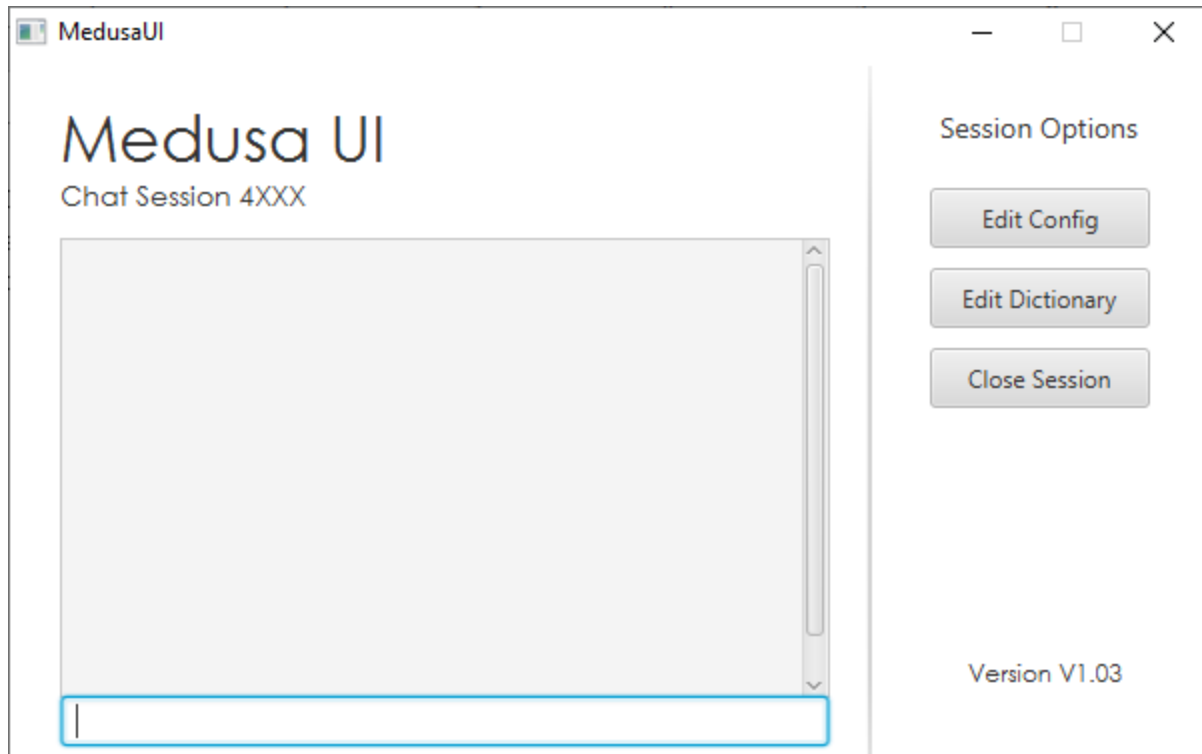 MedusaUI
Medusa UI
Chat Session 4XXX
Session Options
Edit Config
Edit Dictionary
Close Session
Version V1.03